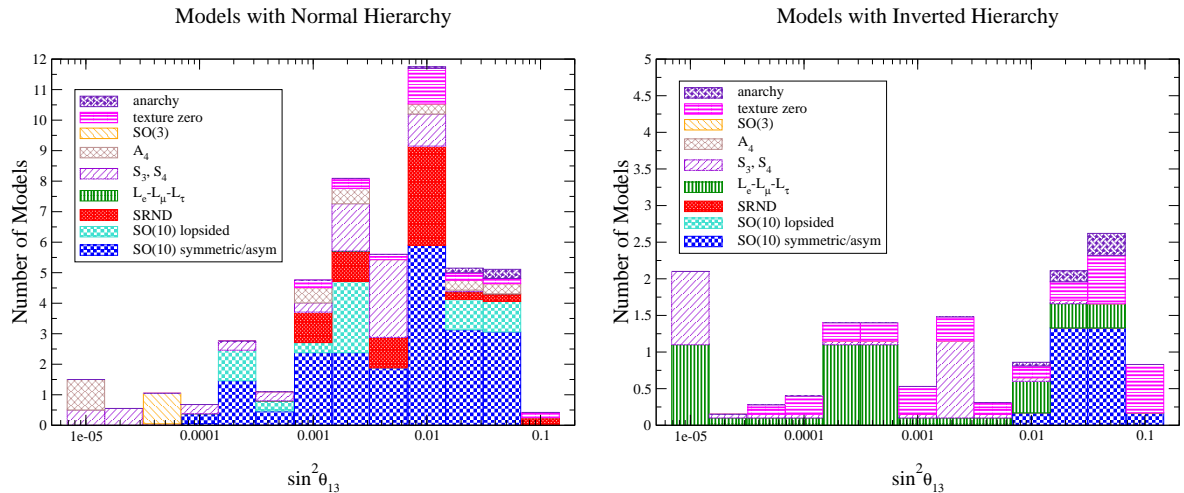 Models with Normal Hierarchy
12
11
10
9
8
7
6
5
4
3
2
1
0
Number of Models
anarchy
texture zero
SO(3)
A₄
S₃, S₄
Lₑ-L_μ-L_τ
SRND
SO(10) lopsided
SO(10) symmetric/asym
1e-05 0.0001 0.001 0.01 0.1
sin²θ₁₃
Models with Inverted Hierarchy
5
4.5
4
3.5
3
2.5
2
1.5
1
0.5
0
Number of Models
anarchy
texture zero
SO(3)
A₄
S₃, S₄
Lₑ-L_μ-L_τ
SRND
SO(10) lopsided
SO(10) symmetric/asym
1e-05 0.0001 0.001 0.01 0.1
sin²θ₁₃